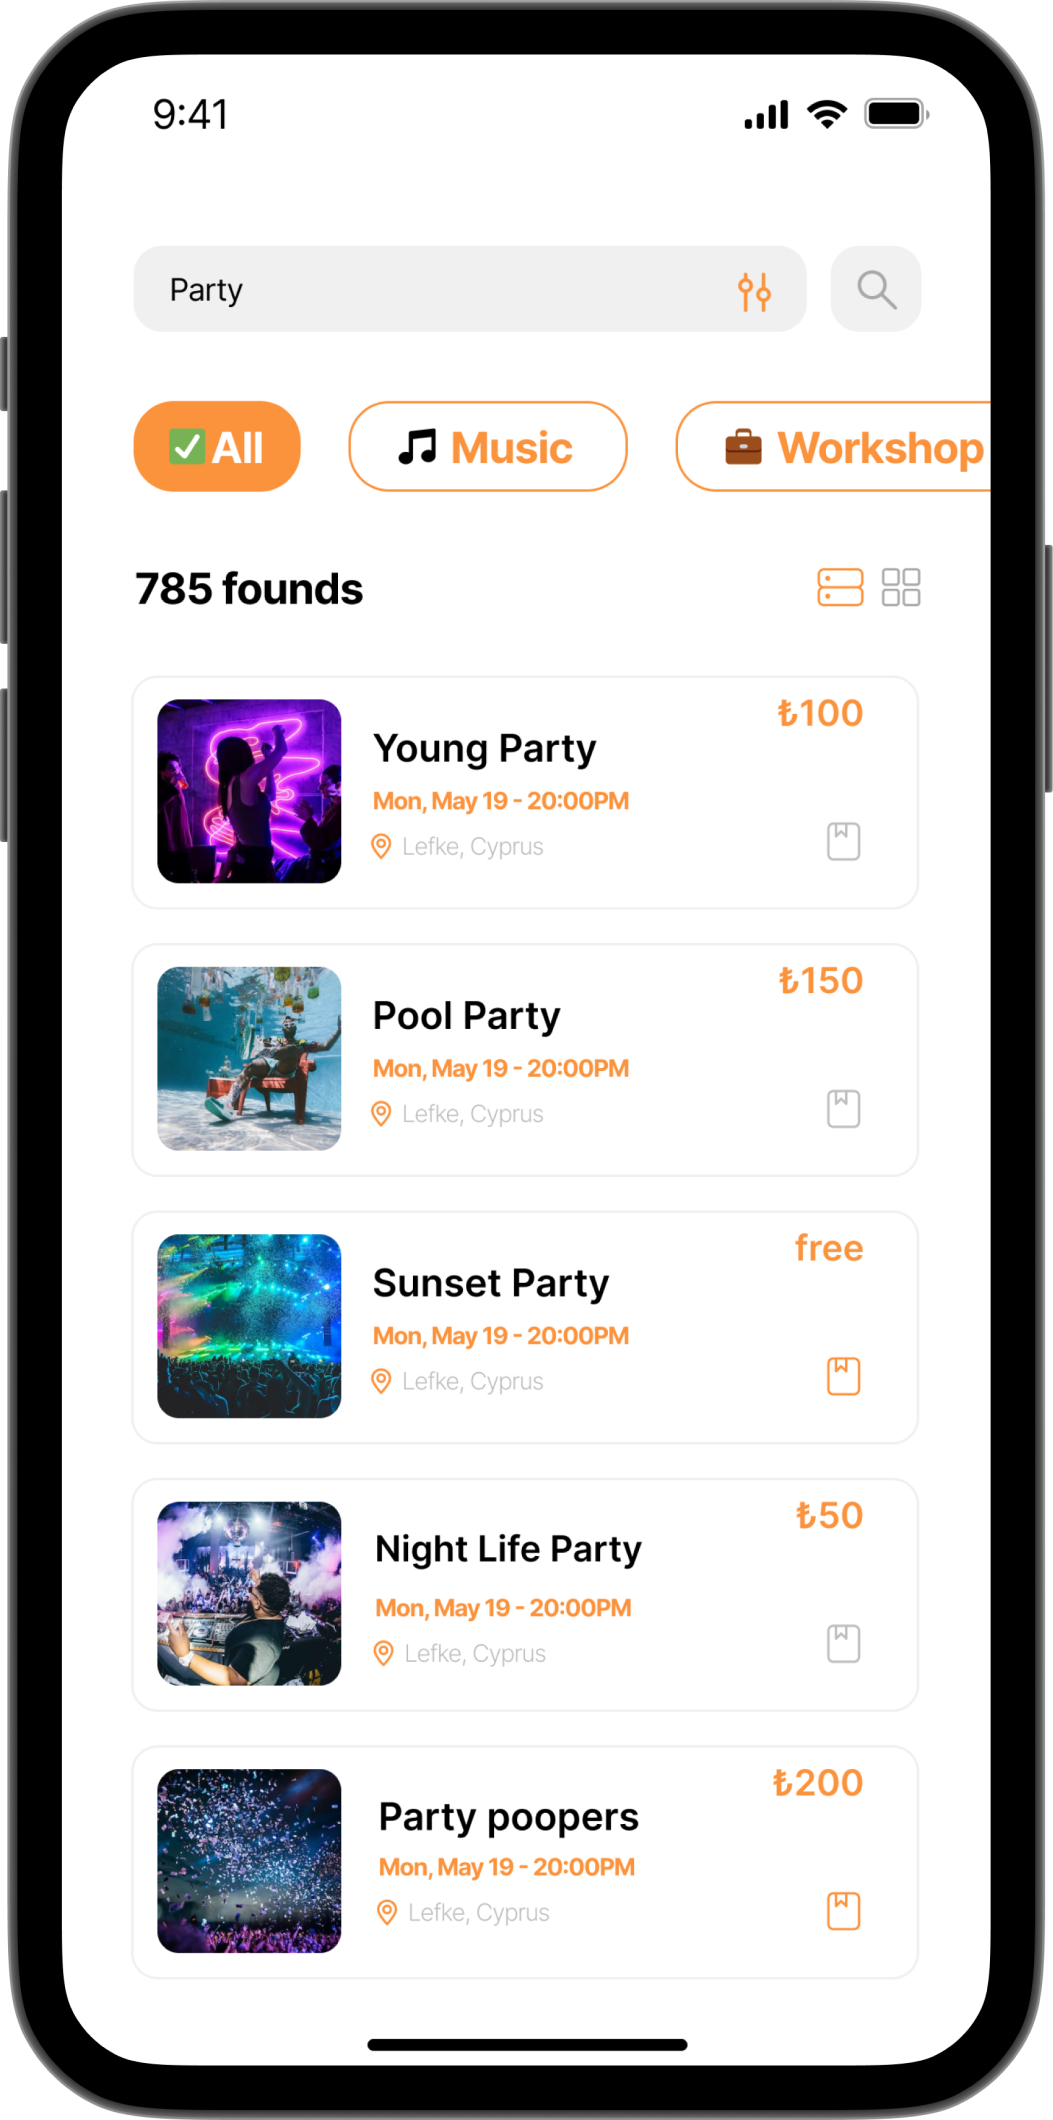 9:41
Party
✅All
🎵 Music
💼 Workshop
785 founds
₺100
Young Party
Mon, May 19 - 20:00PM
Lefke, Cyprus
₺150
Pool Party
Mon, May 19 - 20:00PM
Lefke, Cyprus
free
Sunset Party
Mon, May 19 - 20:00PM
Lefke, Cyprus
₺50
Night Life Party
Mon, May 19 - 20:00PM
Lefke, Cyprus
₺200
Party poopers
Mon, May 19 - 20:00PM
Lefke, Cyprus